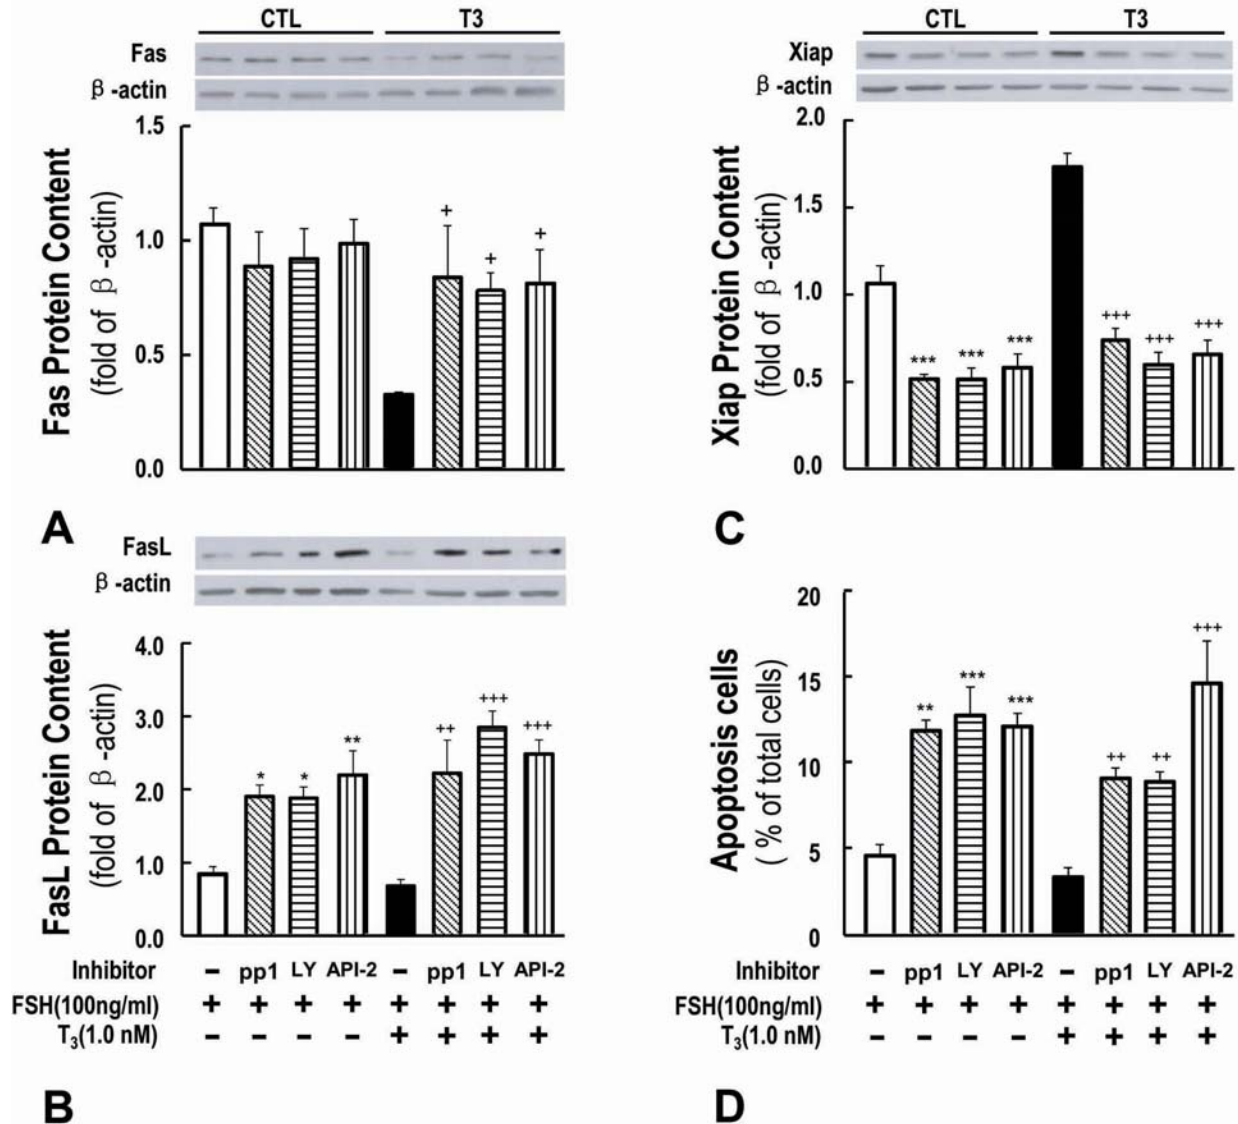 CTL T3
Fas
β -actin
1.5
1.0
0.5
0.0
Fas Protein Content
(fold of β -actin)
+ + +
A
FasL
β -actin
4.0
3.0
2.0
1.0
0.0
FasL Protein Content
(fold of β -actin)
* * ** ++ +++ +++
Inhibitor – pp1 LY API-2 – pp1 LY API-2
FSH(100ng/ml) + + + + + + + +
T3(1.0 nM) – – – – + + + +
B
CTL T3
Xiap
β -actin
2.0
1.5
1.0
0.5
0.0
Xiap Protein Content
(fold of β -actin)
*** *** *** +++ +++ +++
C
20
15
10
5
0
Apoptosis cells
( % of total cells)
** *** *** ++ ++ +++
Inhibitor – pp1 LY API-2 – pp1 LY API-2
FSH(100ng/ml) + + + + + + + +
T3(1.0 nM) – – – – + + + +
D